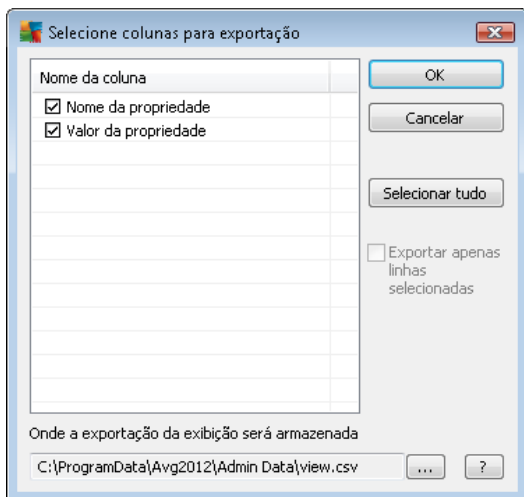 Selecione colunas para exportação
Nome da coluna
OK
Nome da propriedade
Valor da propriedade
Cancelar
Selecionar tudo
Exportar apenas
linhas
selecionadas
Onde a exportação da exibição será armazenada
C:\ProgramData\Avg2012\Admin Data\view.csv
...
?